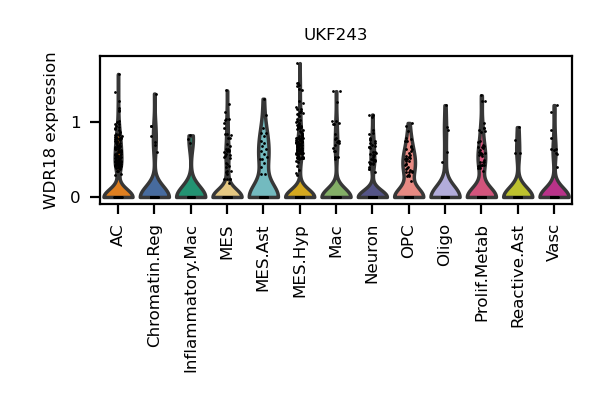 UKF243
WDR18 expression
1
0
AC
Chromatin.Reg
Inflammatory.Mac
MES
MES.Ast
MES.Hyp
Mac
Neuron
OPC
Oligo
Prolif.Metab
Reactive.Ast
Vasc